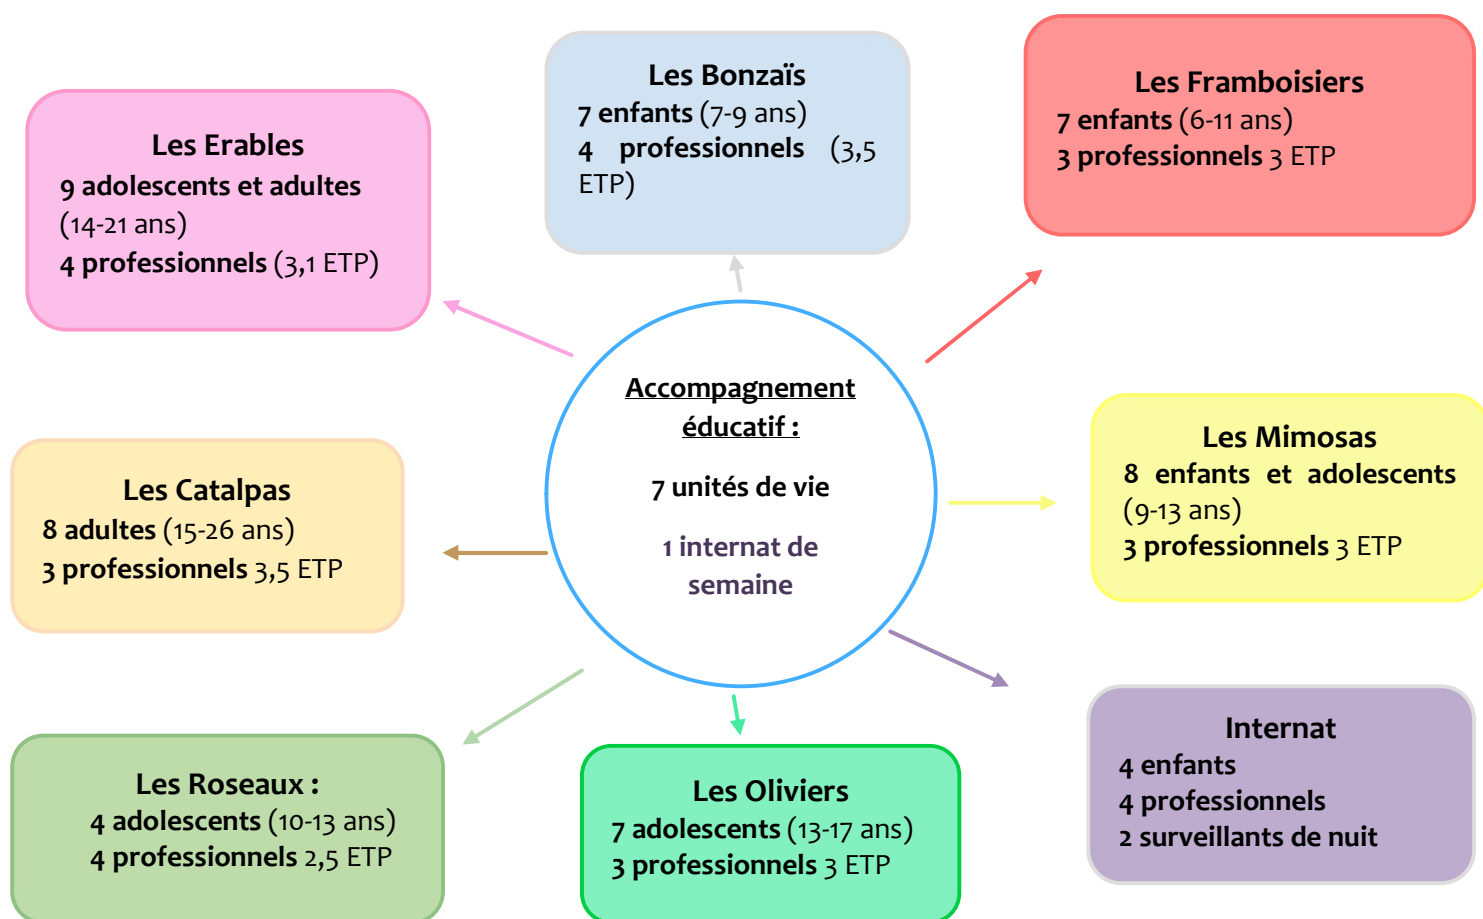 Les Bonzaïs
7 enfants (7-9 ans)
4 professionnels (3,5
ETP)
Les Framboisiers
7 enfants (6-11 ans)
3 professionnels 3 ETP
Les Erables
9 adolescents et adultes
(14-21 ans)
4 professionnels (3,1 ETP)
Accompagnement
éducatif :
7 unités de vie
1 internat de
semaine
Les Mimosas
8 enfants et adolescents
(9-13 ans)
3 professionnels 3 ETP
Les Catalpas
8 adultes (15-26 ans)
3 professionnels 3,5 ETP
Internat
4 enfants
4 professionnels
2 surveillants de nuit
Les Roseaux :
4 adolescents (10-13 ans)
4 professionnels 2,5 ETP
Les Oliviers
7 adolescents (13-17 ans)
3 professionnels 3 ETP